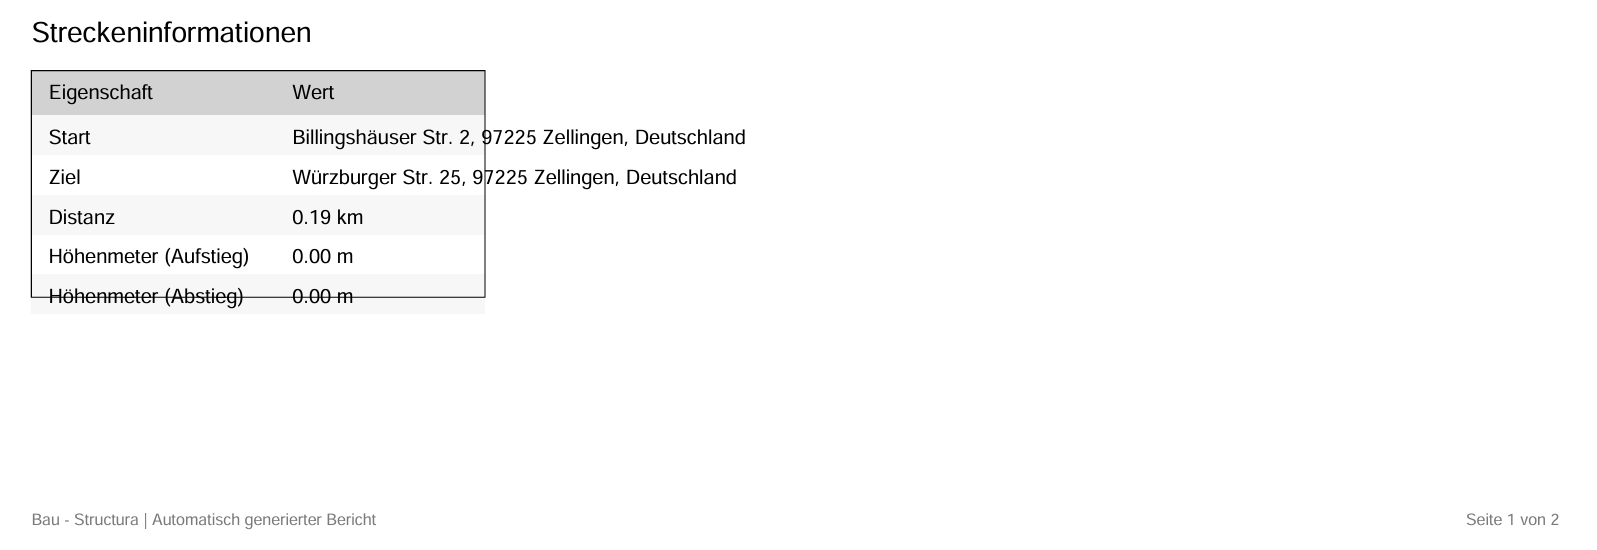 Streckeninformationen
Eigenschaft Wert
Start Billingshäuser Str. 2, 97225 Zellingen, Deutschland
Ziel Würzburger Str. 25, 97225 Zellingen, Deutschland
Distanz 0.19 km
Höhenmeter (Aufstieg) 0.00 m
Höhenmeter (Abstieg) 0.00 m
Bau - Structura | Automatisch generierter Bericht Seite 1 von 2